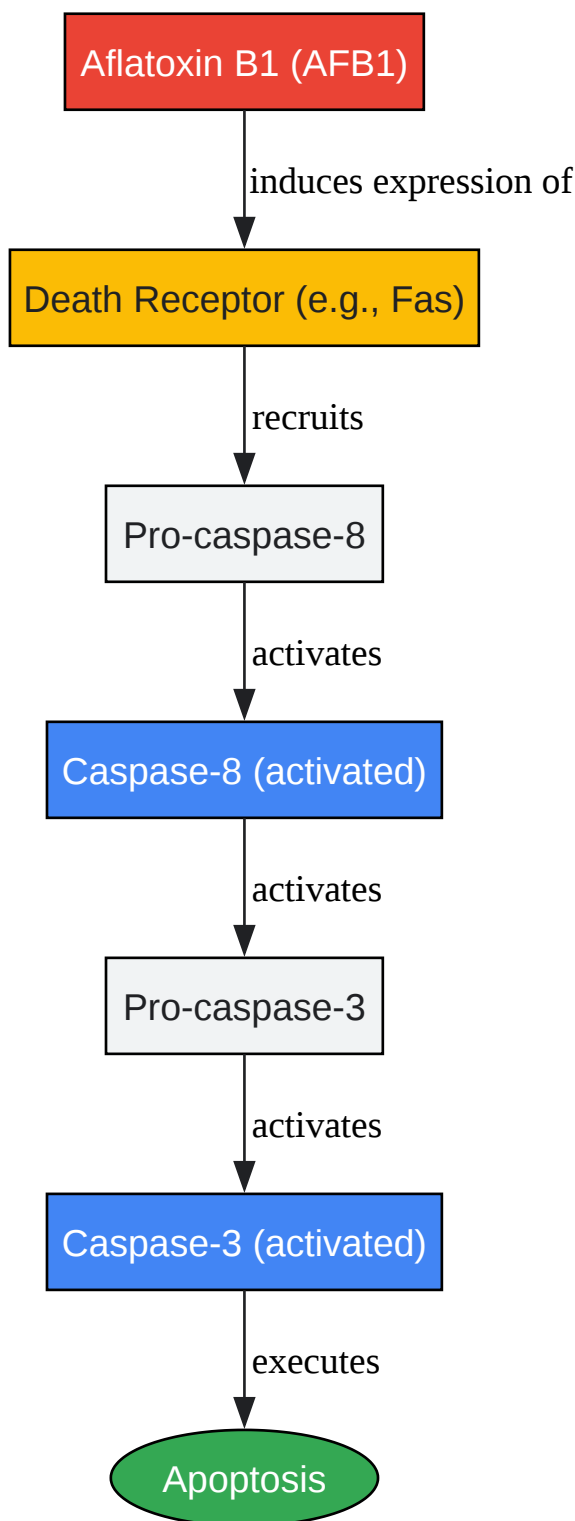 Aflatoxin B1 (AFB1)
induces expression of
Death Receptor (e.g., Fas)
recruits
Pro-caspase-8
activates
Caspase-8 (activated)
activates
Pro-caspase-3
activates
Caspase-3 (activated)
executes
Apoptosis